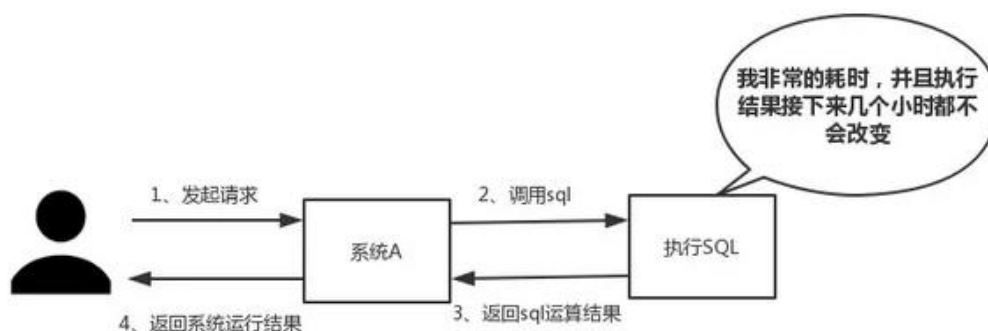 我非常的耗时，并且执行
结果接下来几个小时都不
会改变
1、发起请求
2、调用sql
系统A
执行SQL
3、返回sql运算结果
4、返回系统运行结果